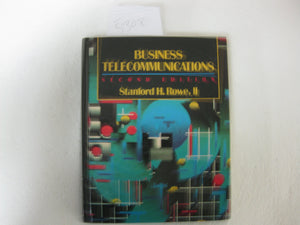 BUSINESS
TELECOMMUNICATIONS
SECOND EDITION
Stanford H. Rowe, II